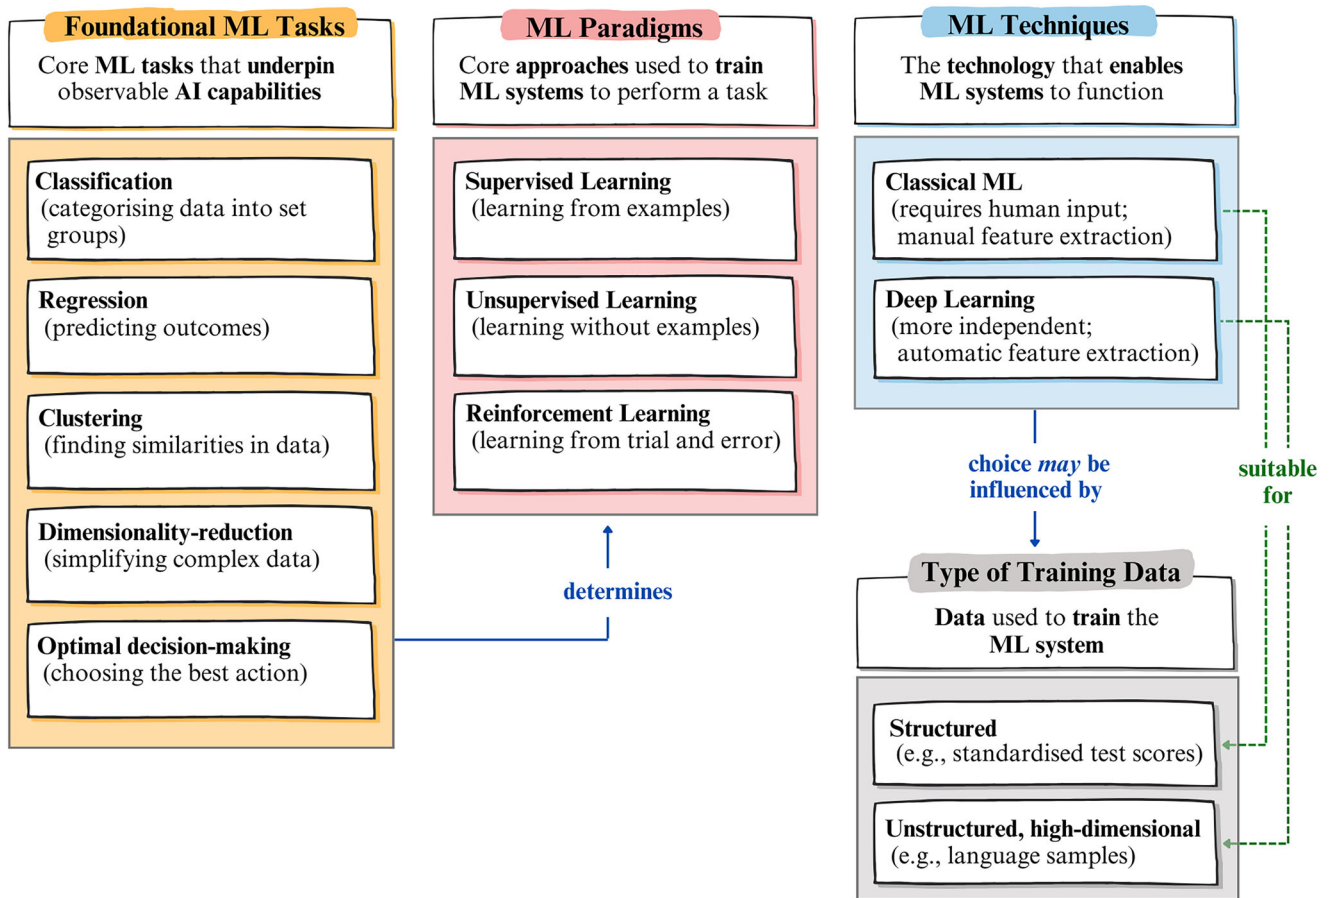 Foundational ML Tasks
Core ML tasks that underpin
observable AI capabilities
Classification
(categorising data into set
groups)
Regression
(predicting outcomes)
Clustering
(finding similarities in data)
Dimensionality-reduction
(simplifying complex data)
Optimal decision-making
(choosing the best action)
ML Paradigms
Core approaches used to train
ML systems to perform a task
Supervised Learning
(learning from examples)
Unsupervised Learning
(learning without examples)
Reinforcement Learning
(learning from trial and error)
determines
ML Techniques
The technology that enables
ML systems to function
Classical ML
(requires human input;
manual feature extraction)
Deep Learning
(more independent;
automatic feature extraction)
choice may be
influenced by
suitable
for
Type of Training Data
Data used to train the
ML system
Structured
(e.g., standardised test scores)
Unstructured, high-dimensional
(e.g., language samples)